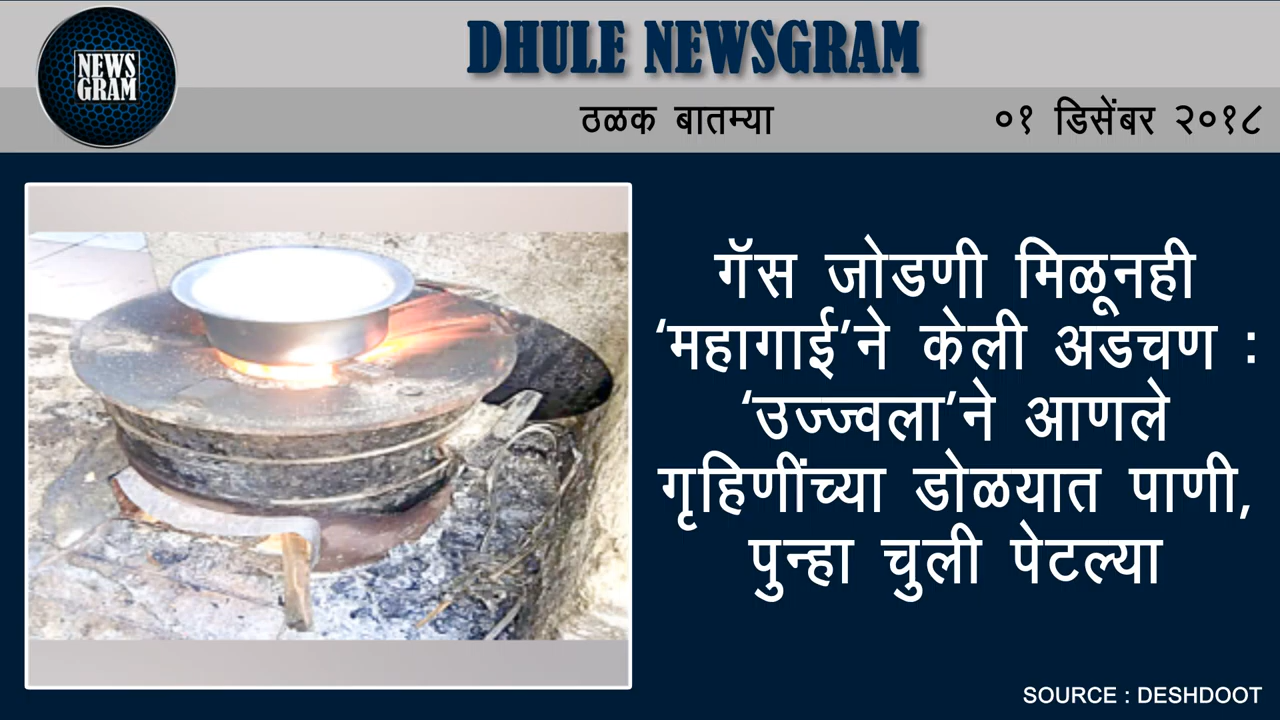 NEWS
GRAM
DHULE NEWSGRAM
ठळक बातम्या
०१ डिसेंबर २०१८
गॅस जोडणी मिळूनही
‘महागाई’ने केली अडचण :
‘उज्ज्वला’ने आणले
गृहिणींच्या डोळयात पाणी,
पुन्हा चुली पेटल्या
SOURCE : DESHDOOT